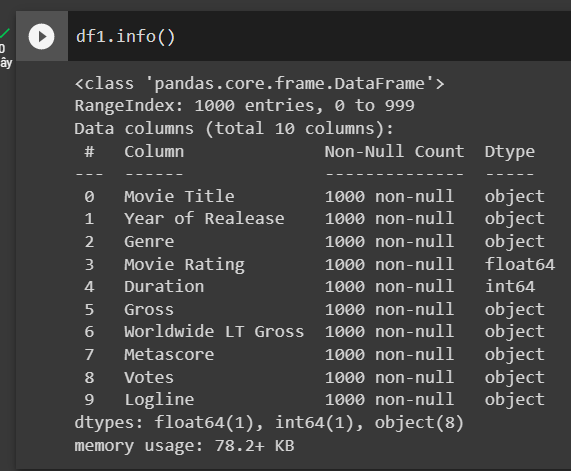 df1.info()
0
ây
<class 'pandas.core.frame.DataFrame'>
RangeIndex: 1000 entries, 0 to 999
Data columns (total 10 columns):
 #   Column              Non-Null Count  Dtype
---  ------              --------------  -----
 0   Movie Title         1000 non-null   object
 1   Year of Realease    1000 non-null   object
 2   Genre               1000 non-null   object
 3   Movie Rating        1000 non-null   float64
 4   Duration            1000 non-null   int64
 5   Gross               1000 non-null   object
 6   Worldwide LT Gross  1000 non-null   object
 7   Metascore           1000 non-null   object
 8   Votes               1000 non-null   object
 9   Logline             1000 non-null   object
dtypes: float64(1), int64(1), object(8)
memory usage: 78.2+ KB